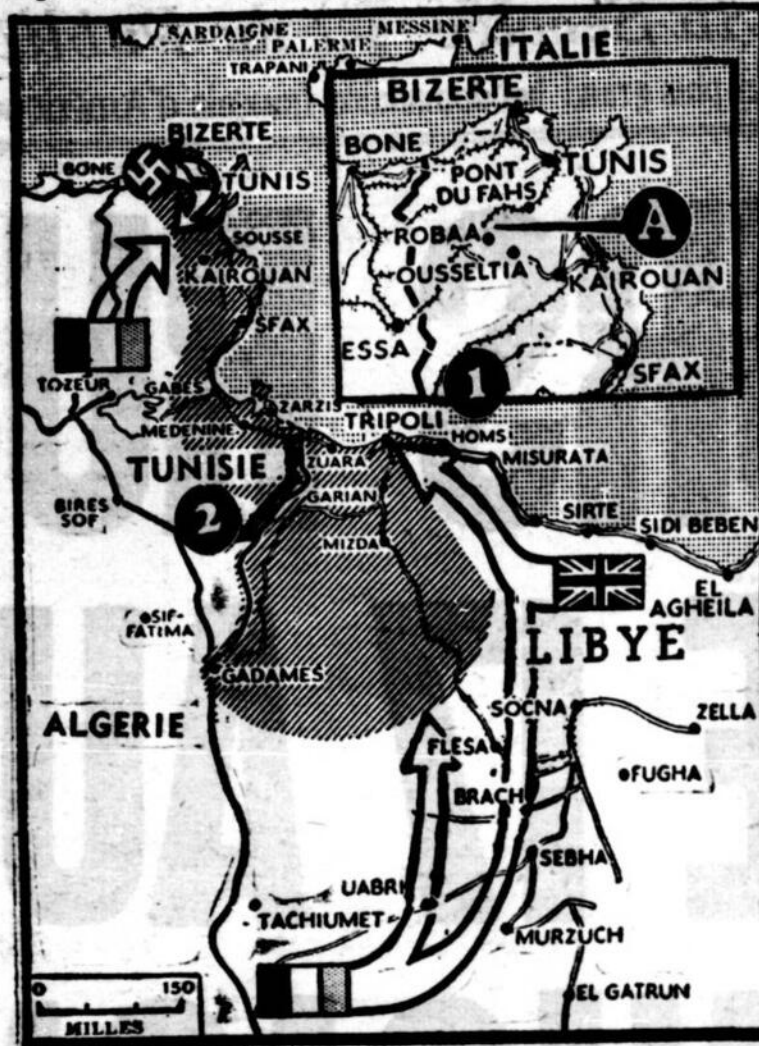 SARDAIGNE
MESSINE
PALERME
TRAPANI
ITALIE
BIZERTE
BONE
TUNIS
SOUSSE
KAIROUAN
SFAX
BIZERTE
BONE
PONT
DU FAHS
TUNIS
ROBAA
A
OUSSELTIA
KAIROUAN
ESSA
SFAX
1
TOZEUR
GABES
ZARZIS
MEDENINE
TRIPOLI
HOMS
MISURATA
TUNISIE
ZUARA
GARIAN
BIRES
SOF
2
MIZDA
SIRTE
SIDI BEBEN
EL
AGHEILA
SIF-
FATIMA
LIBYE
GADAMES
ALGERIE
SOCNA
ZELLA
FLESA
FUGHA
BRACH
SEBHA
UABRI
TACHIUMET
MURZUCH
EL GATRUN
0 150
MILLES